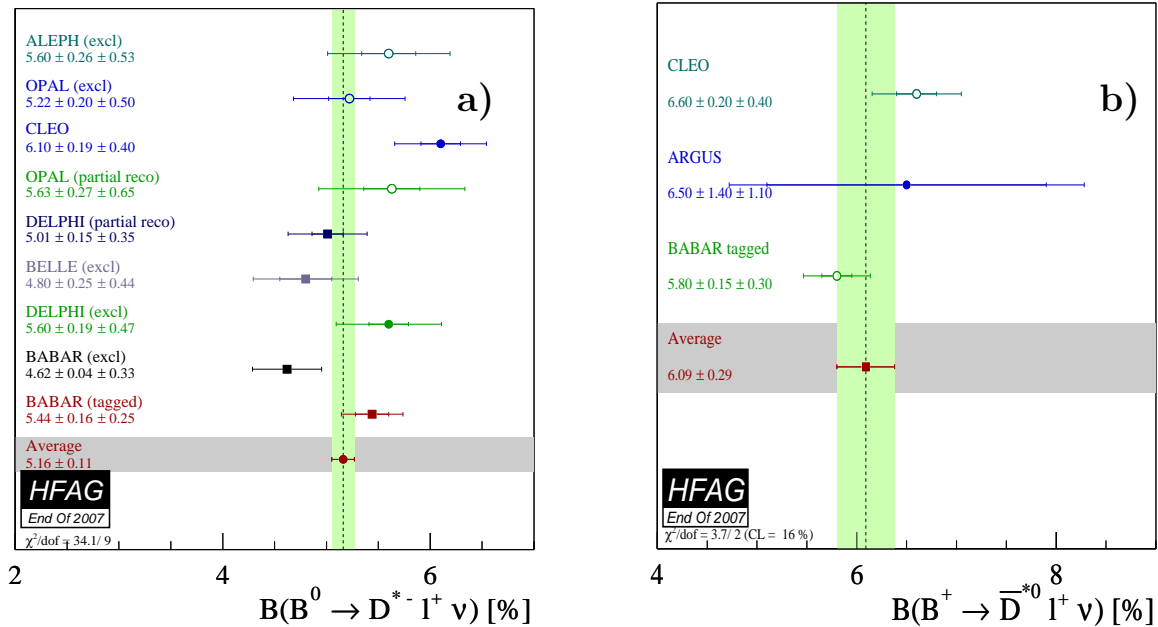 ALEPH (excl)
5.60 ± 0.26 ± 0.53
OPAL (excl)
5.22 ± 0.20 ± 0.50
CLEO
6.10 ± 0.19 ± 0.40
OPAL (partial reco)
5.63 ± 0.27 ± 0.65
DELPHI (partial reco)
5.01 ± 0.15 ± 0.35
BELLE (excl)
4.80 ± 0.25 ± 0.44
DELPHI (excl)
5.60 ± 0.19 ± 0.47
BABAR (excl)
4.62 ± 0.04 ± 0.33
BABAR (tagged)
5.44 ± 0.16 ± 0.25
Average
5.16 ± 0.11
a)
HFAG
End Of 2007
χ²/dof = 34.1/ 9
2 4 6
B(B⁰ → D*⁻ l⁺ ν) [%]
CLEO
6.60 ± 0.20 ± 0.40
b)
ARGUS
6.50 ± 1.40 ± 1.10
BABAR tagged
5.80 ± 0.15 ± 0.30
Average
6.09 ± 0.29
HFAG
End Of 2007
χ²/dof = 3.7/ 2 (CL = 16 %)
4 6 8
B(B⁺ → D̅*⁰ l⁺ ν) [%]